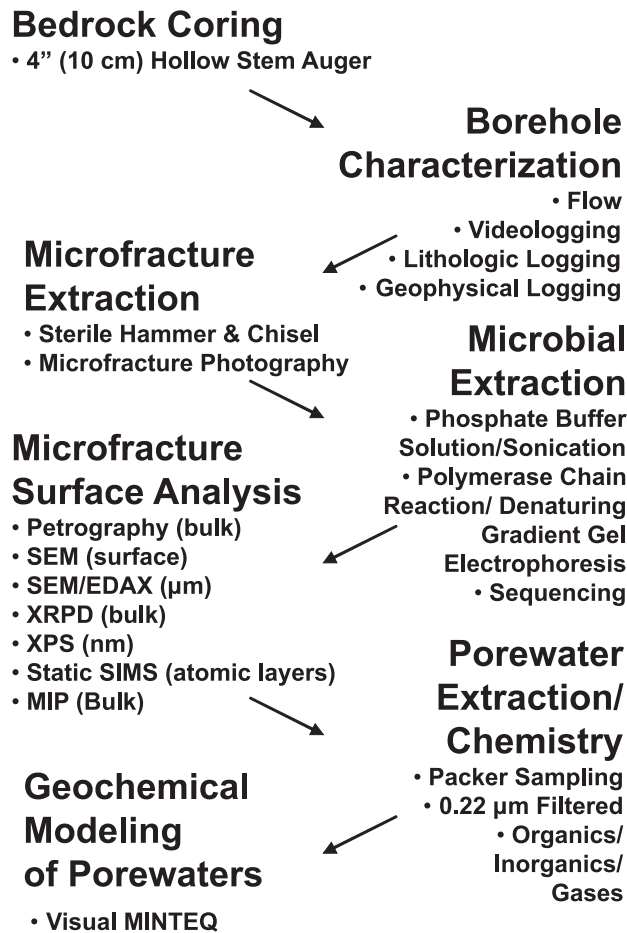 Bedrock Coring
• 4” (10 cm) Hollow Stem Auger
Borehole
Characterization
• Flow
• Videologging
• Lithologic Logging
• Geophysical Logging
Microfracture
Extraction
• Sterile Hammer & Chisel
• Microfracture Photography
Microbial
Extraction
• Phosphate Buffer
Solution/Sonication
• Polymerase Chain
Reaction/ Denaturing
Gradient Gel
Electrophoresis
• Sequencing
Microfracture
Surface Analysis
• Petrography (bulk)
• SEM (surface)
• SEM/EDAX (µm)
• XRPD (bulk)
• XPS (nm)
• Static SIMS (atomic layers)
• MIP (Bulk)
Porewater
Extraction/
Chemistry
• Packer Sampling
• 0.22 µm Filtered
• Organics/
Inorganics/
Gases
Geochemical
Modeling
of Porewaters
• Visual MINTEQ